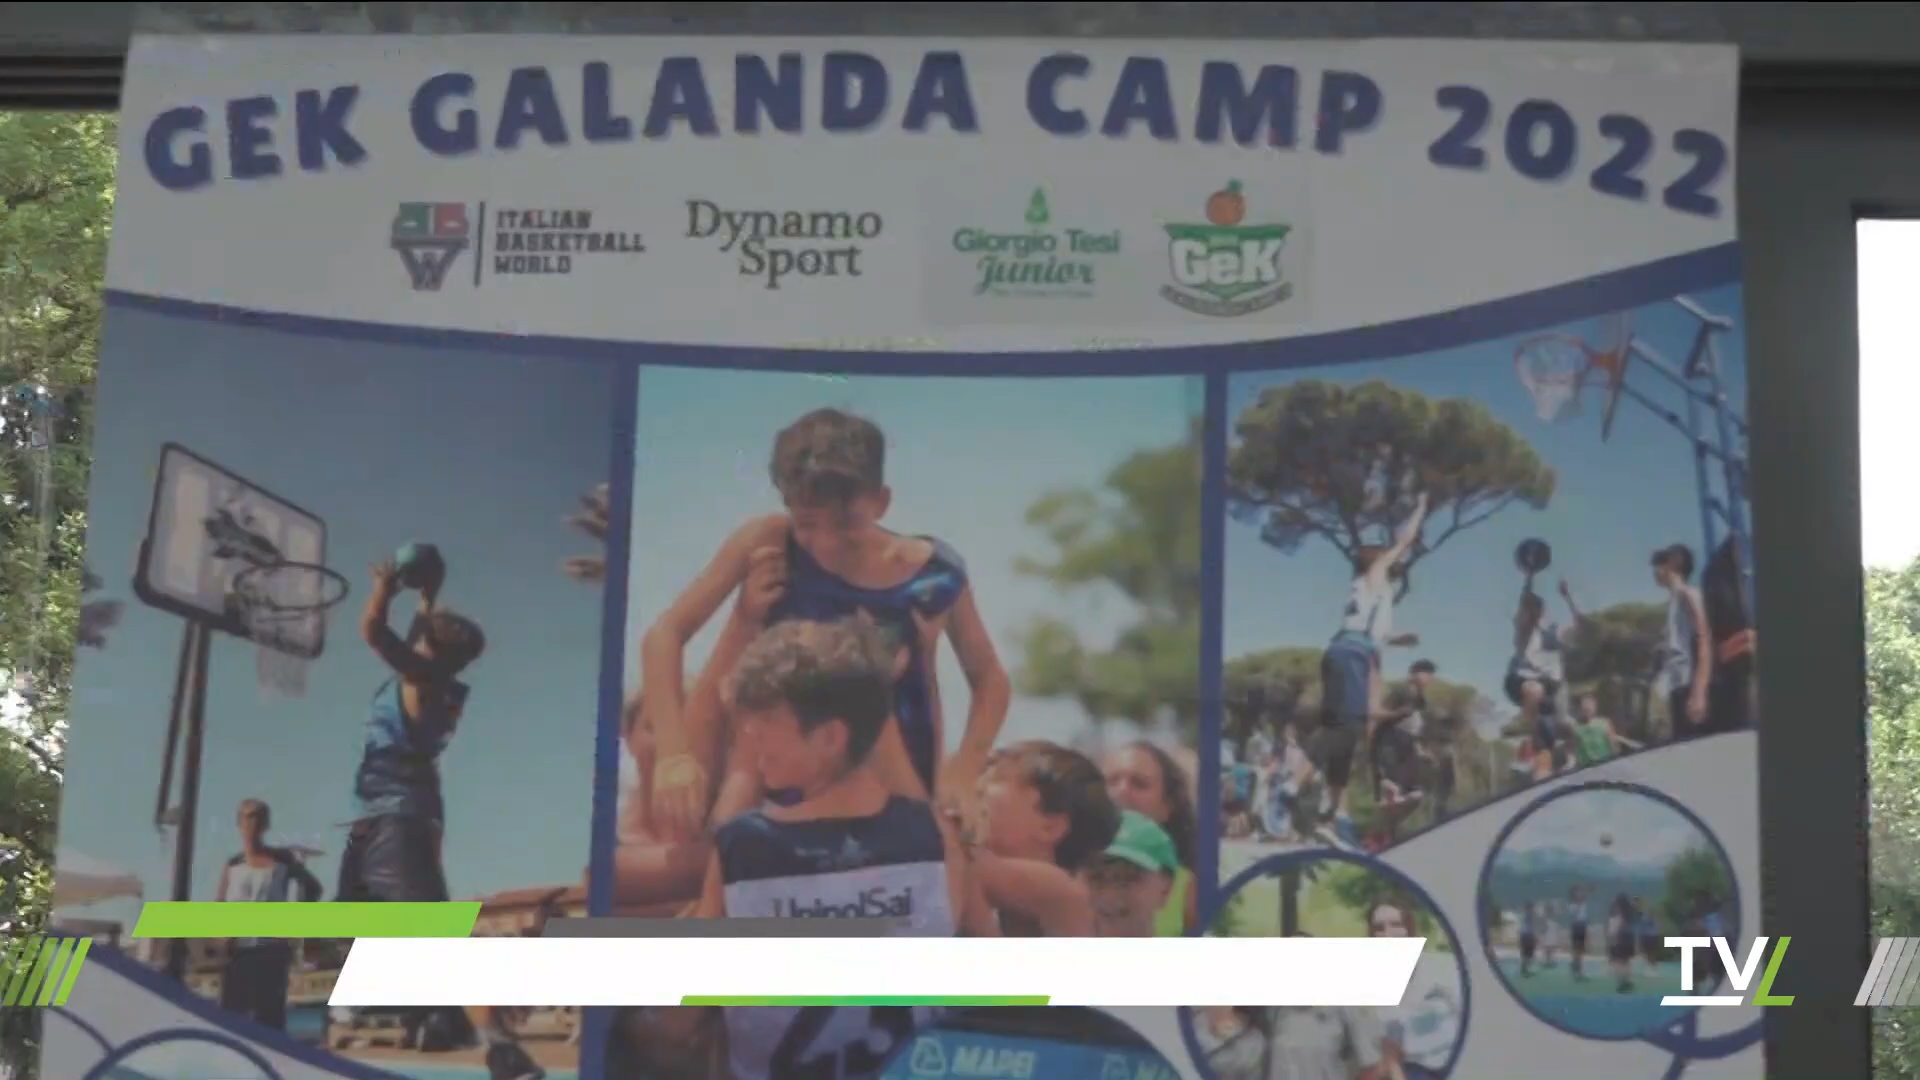 GEK GALANDA CAMP 2022
ITALIAN
BASKETBALL
WORLD
Dynamo
Sport
Giorgio Tesi
Junior
GeK
UnipolSai
MAPEI
TVL